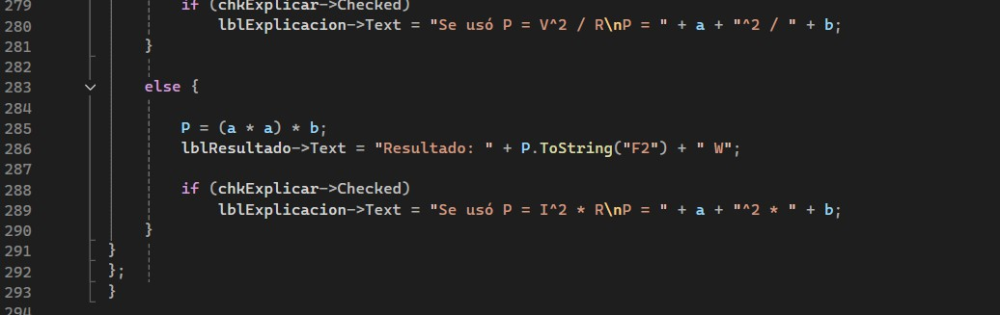 279 if (chkExplicar->Checked)
280 lblExplicacion->Text = "Se usó P = V^2 / R\nP = " + a + "^2 / " + b;
281 }
282
283 else {
284
285 P = (a * a) * b;
286 lblResultado->Text = "Resultado: " + P.ToString("F2") + " W";
287
288 if (chkExplicar->Checked)
289 lblExplicacion->Text = "Se usó P = I^2 * R\nP = " + a + "^2 * " + b;
290 }
291 }
292 };
293 }
294